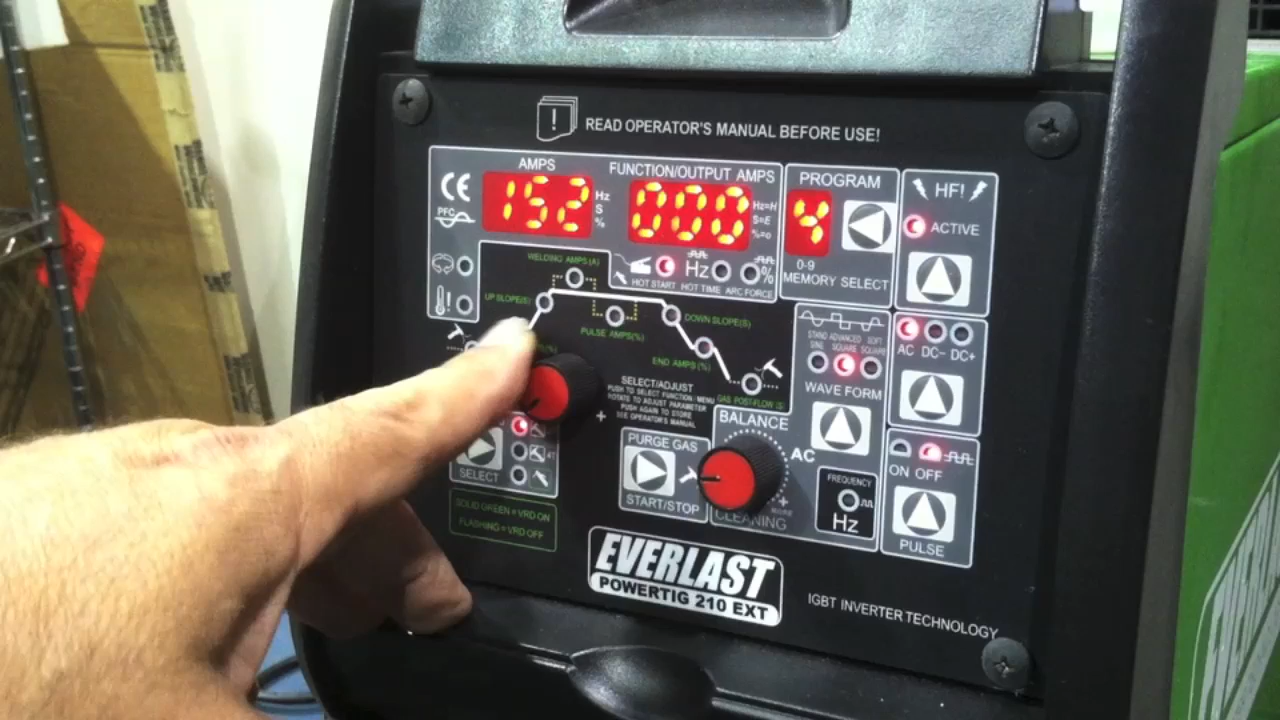 READ OPERATOR'S MANUAL BEFORE USE!
AMPS
FUNCTION/OUTPUT AMPS
PROGRAM
HF!
CE
152
Hz
S
%
000
Hz=H
S=E
%=o
4
ACTIVE
PFC
0-9
MEMORY SELECT
Hz
%
HOT START
HOT TIME
ARC FORCE
WELDING AMPS (A)
UP SLOPE(S)
PULSE AMPS(%)
DOWN SLOPE(S)
END AMPS (%)
GAS POST-FLOW (S)
STAND
SINE
ADVANCED
SQUARE
SOFT
SQUARE
WAVE FORM
AC
DC-
DC+
SELECT/ADJUST
PUSH TO SELECT FUNCTION/MENU
ROTATE TO ADJUST PARAMETER
PUSH AGAIN TO STORE
SEE OPERATOR'S MANUAL
+
BALANCE
AC
PURGE GAS
START/STOP
+
MORE
CLEANING
FREQUENCY
Hz
ON
OFF
PULSE
4T
SELECT
SOLID GREEN = VRD ON
FLASHING = VRD OFF
EVERLAST
POWERTIG 210 EXT
IGBT INVERTER TECHNOLOGY